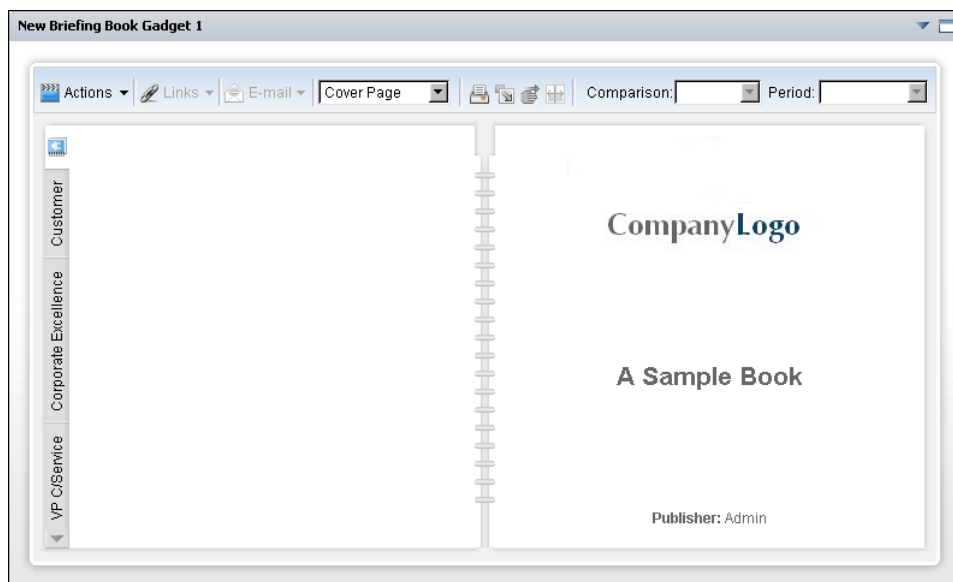 New Briefing Book Gadget 1
Actions Links E-mail Cover Page Comparison: Period:
Customer
Corporate Excellence
VP C/Service
CompanyLogo
A Sample Book
Publisher: Admin